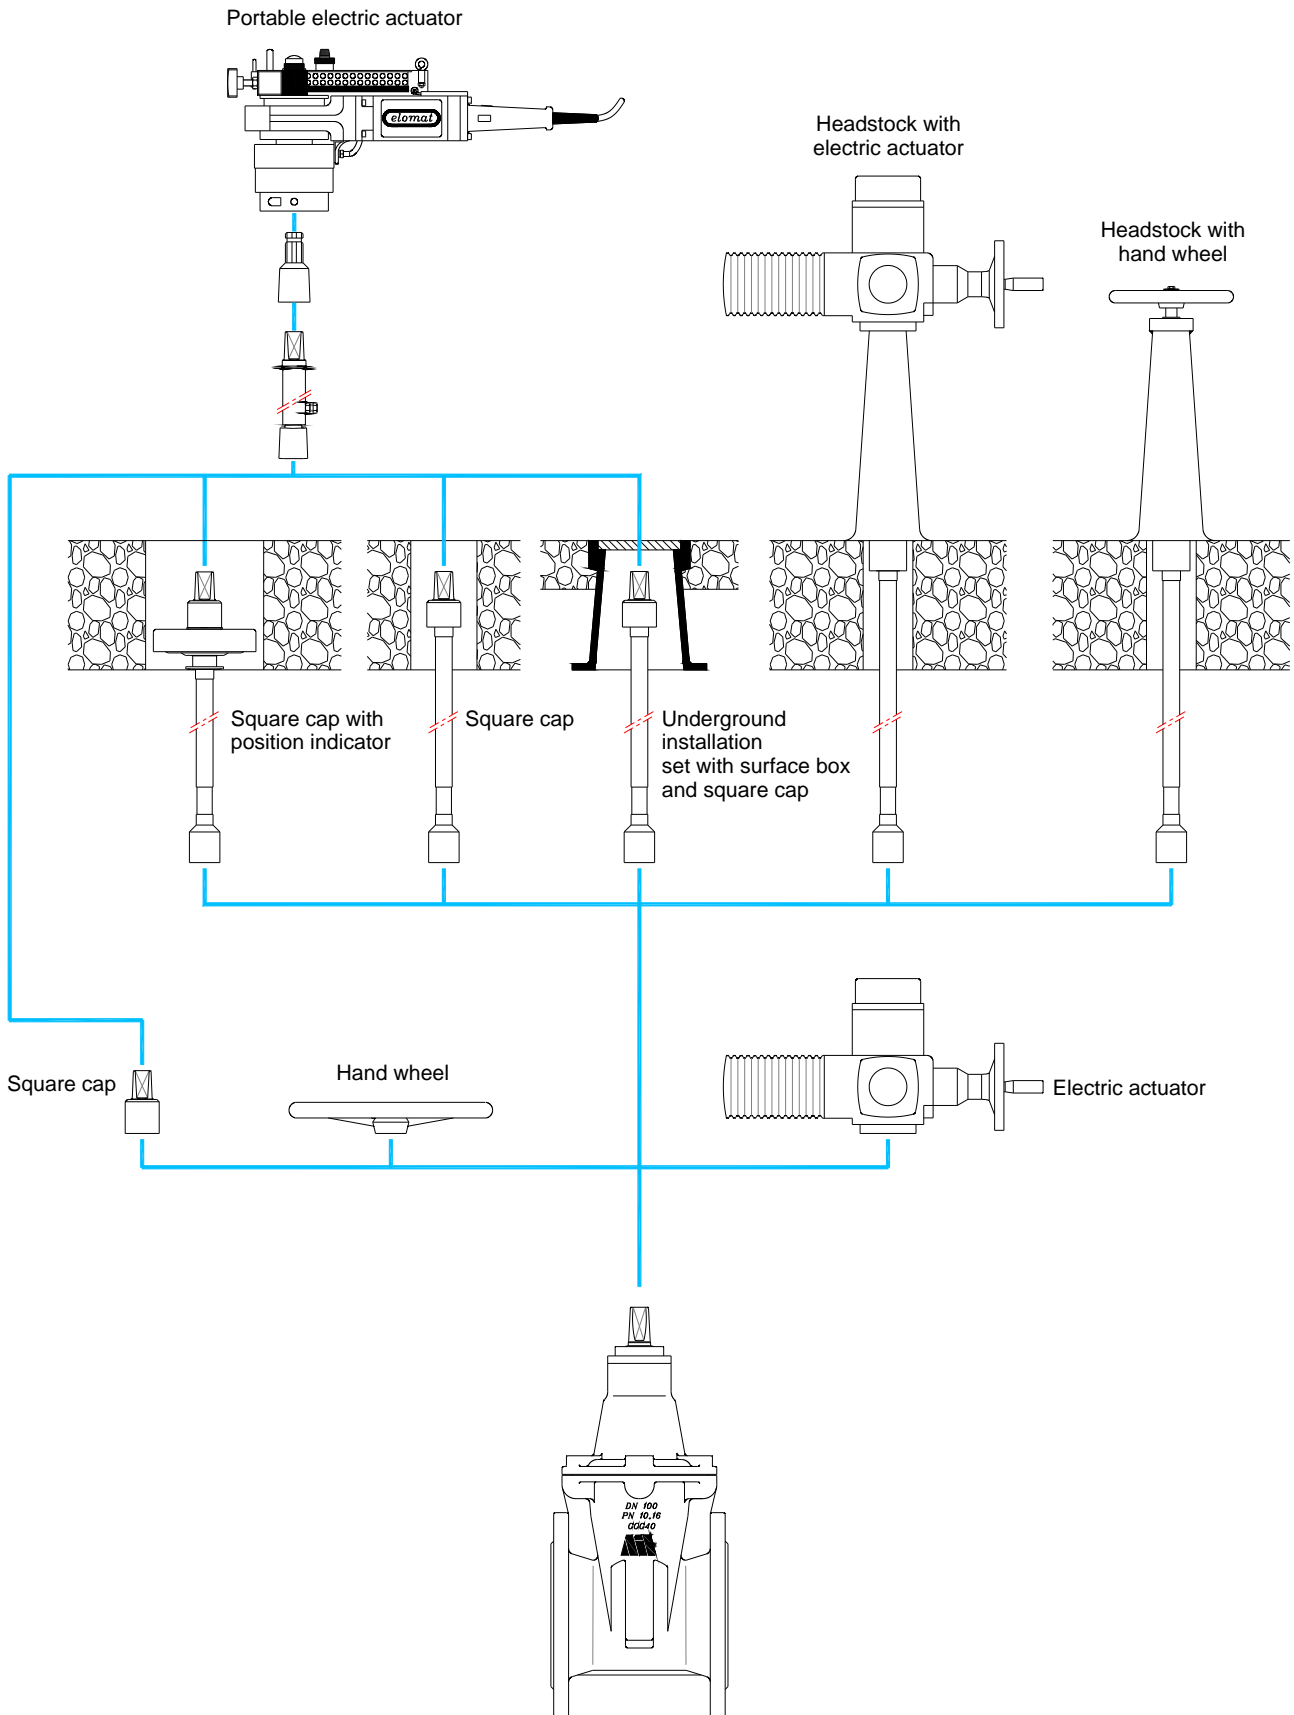 Portable electric actuator
elomat
Headstock with
electric actuator
Headstock with
hand wheel
Square cap with
position indicator
Square cap
Underground
installation
set with surface box
and square cap
Square cap
Hand wheel
Electric actuator
DN 100
PN 10.16